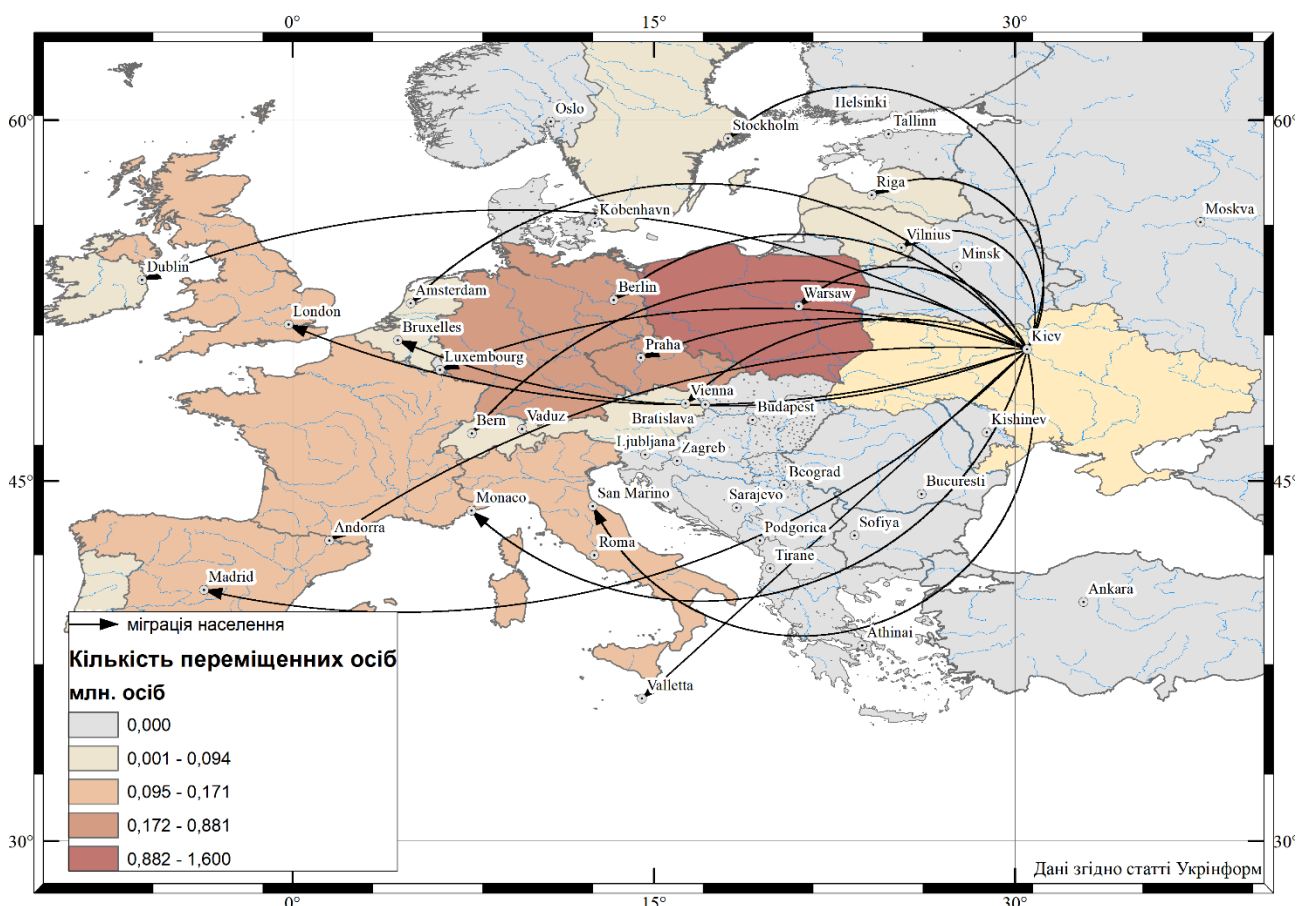 0° 15° 30°
60° 60°
Oslo
Helsinki
Stockholm
Tallinn
Riga
Moskva
Kobenhavn
Vilnius
Minsk
Dublin
Amsterdam
Berlin
Warsaw
London
Bruxelles
Kiev
Luxembourg
Praha
Vienna
Bratislava
Budapest
Bern
Vaduz
Kishinev
Ljubljana
Zagreb
45° 45°
Beograd
Bucuresti
Monaco
San Marino
Sarajevo
Andorra
Podgorica
Sofiya
Roma
Tirane
Madrid
Ankara
Athinai
Valletta
міграція населення
Кількість переміщенних осіб
млн. осіб
0,000
0,001 - 0,094
0,095 - 0,171
0,172 - 0,881
0,882 - 1,600
30° 30°
Дані згідно статті Укрінформ
0° 15° 30°